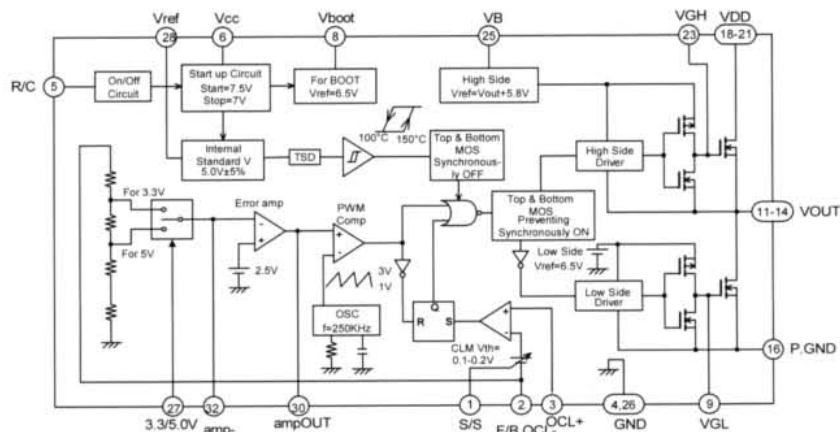 Vref
Vcc
Vboot
VB
VGH
VDD
28
6
8
25
23
18-21
R/C
5
On/Off
Circuit
Start up Circuit
Start=7.5V
Stop=7V
For BOOT
Vref=6.5V
High Side
Vref=Vout+5.8V
100°C
150°C
Internal
Standard V
5.0V±5%
TSD
Top & Bottom
MOS
Synchronous-
ly OFF
High Side
Driver
For 3.3V
Error amp
PWM
Comp
Top & Bottom
MOS
Preventing
Synchronously ON
11-14
VOUT
For 5V
2.5V
3V
1V
Low Side
Vref=6.5V
OSC
f=250KHz
R
Q
S
Low Side
Driver
CLM Vth=
0.1-0.2V
16
P.GND
27
32
30
1
2
3
4,26
9
3.3/5.0V
amp-
ampOUT
S/S
F/B,OCL-
OCL+
GND
VGL